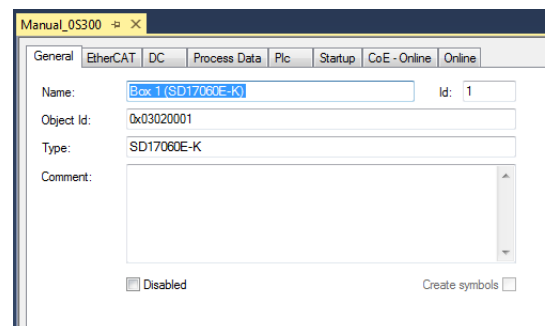 Manual_0S300
General EtherCAT DC Process Data Plc Startup CoE - Online Online
Name: Box 1 (SD17060E-K) Id: 1
Object Id: 0x03020001
Type: SD17060E-K
Comment:
Disabled Create symbols